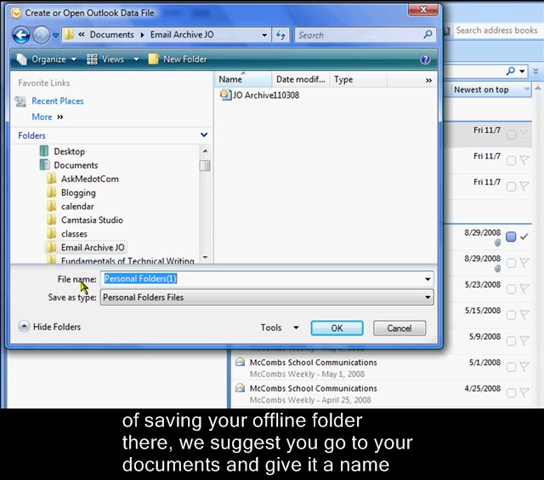 Create or Open Outlook Data File
Documents ▸ Email Archive JO
Search
Search address books
Organize
Views
New Folder
Favorite Links
Recent Places
More »
Folders
Desktop
Documents
AskMedotCom
Blogging
calendar
Camtasia Studio
classes
Email Archive JO
Fundamentals of Technical Writing
Name
Date modif...
Type
»
JO Archive110308
File name:
Personal Folders(1)
Save as type:
Personal Folders Files
Hide Folders
Tools
OK
Cancel
Newest on top
Fri 11/7
Fri 11/7
Fri 11/7
8/29/2008
8/29/2008
5/23/2008
5/15/2008
5/9/2008
McCombs School Communications
5/1/2008
McCombs Weekly - May 1, 2008
McCombs School Communications
4/25/2008
McCombs Weekly - April 25, 2008
of saving your offline folder
there, we suggest you go to your
documents and give it a name